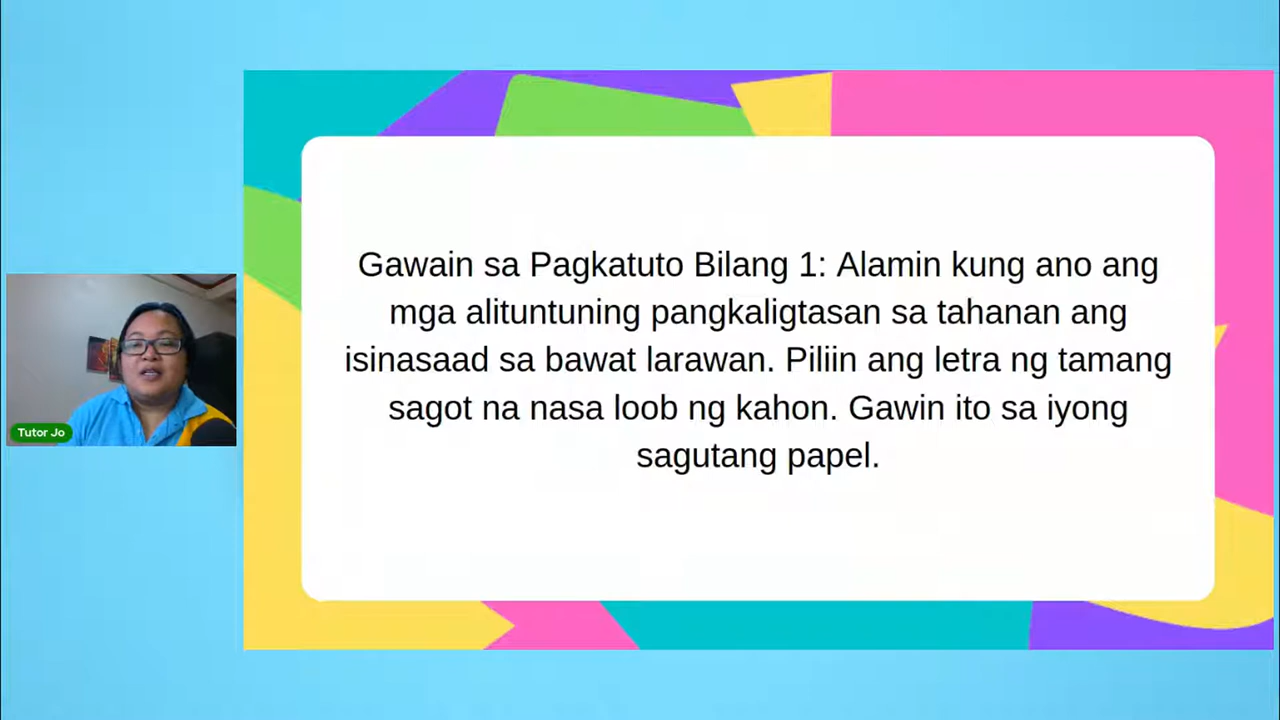 Gawain sa Pagkatuto Bilang 1: Alamin kung ano ang
mga alituntuning pangkaligtasan sa tahanan ang
isinasaad sa bawat larawan. Piliin ang letra ng tamang
sagot na nasa loob ng kahon. Gawin ito sa iyong
sagutang papel.
Tutor Jo